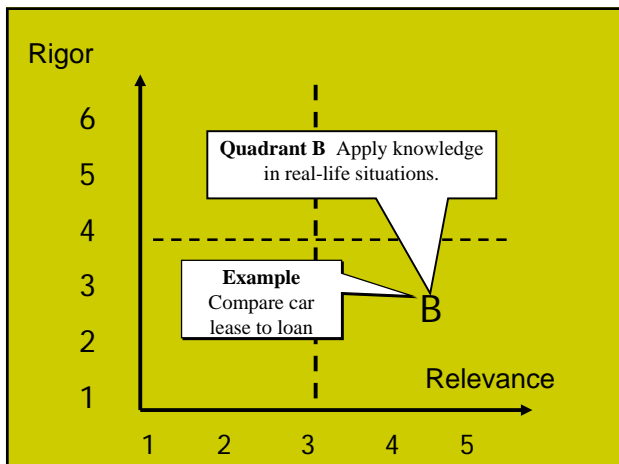 Rigor
6
Quadrant B Apply knowledge
in real-life situations.
5
4
Example
Compare car
lease to loan
3
B
2
Relevance
1
1 2 3 4 5